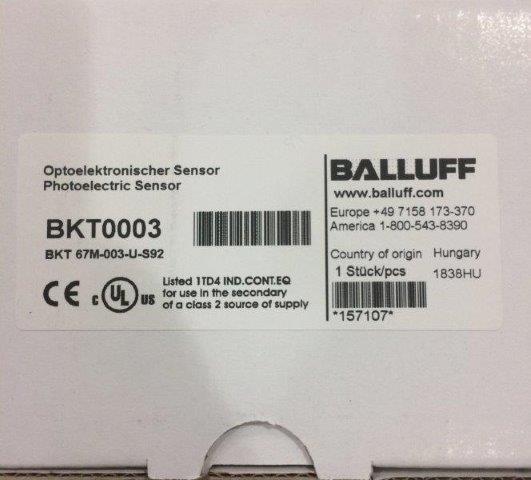 Optoelektronischer Sensor
Photoelectric Sensor
BKT0003
BKT 67M-003-U-S92
CE
c UL us
Listed 1TD4 IND.CONT.EQ
for use in the secondary
of a class 2 source of supply
BALLUFF
www.balluff.com
Europe +49 7158 173-370
America 1-800-543-8390
Country of origin Hungary
1 Stück/pcs 1838HU
*157107*